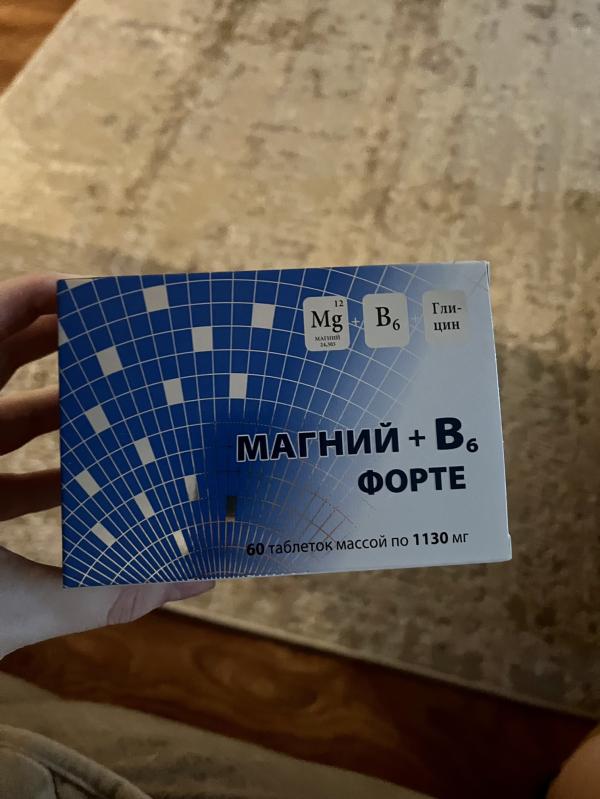 12
Mg
МАГНИЙ
24,305
+
B6
+
Гли-
цин
МАГНИЙ + B6
ФОРТЕ
60 таблеток массой по 1130 мг